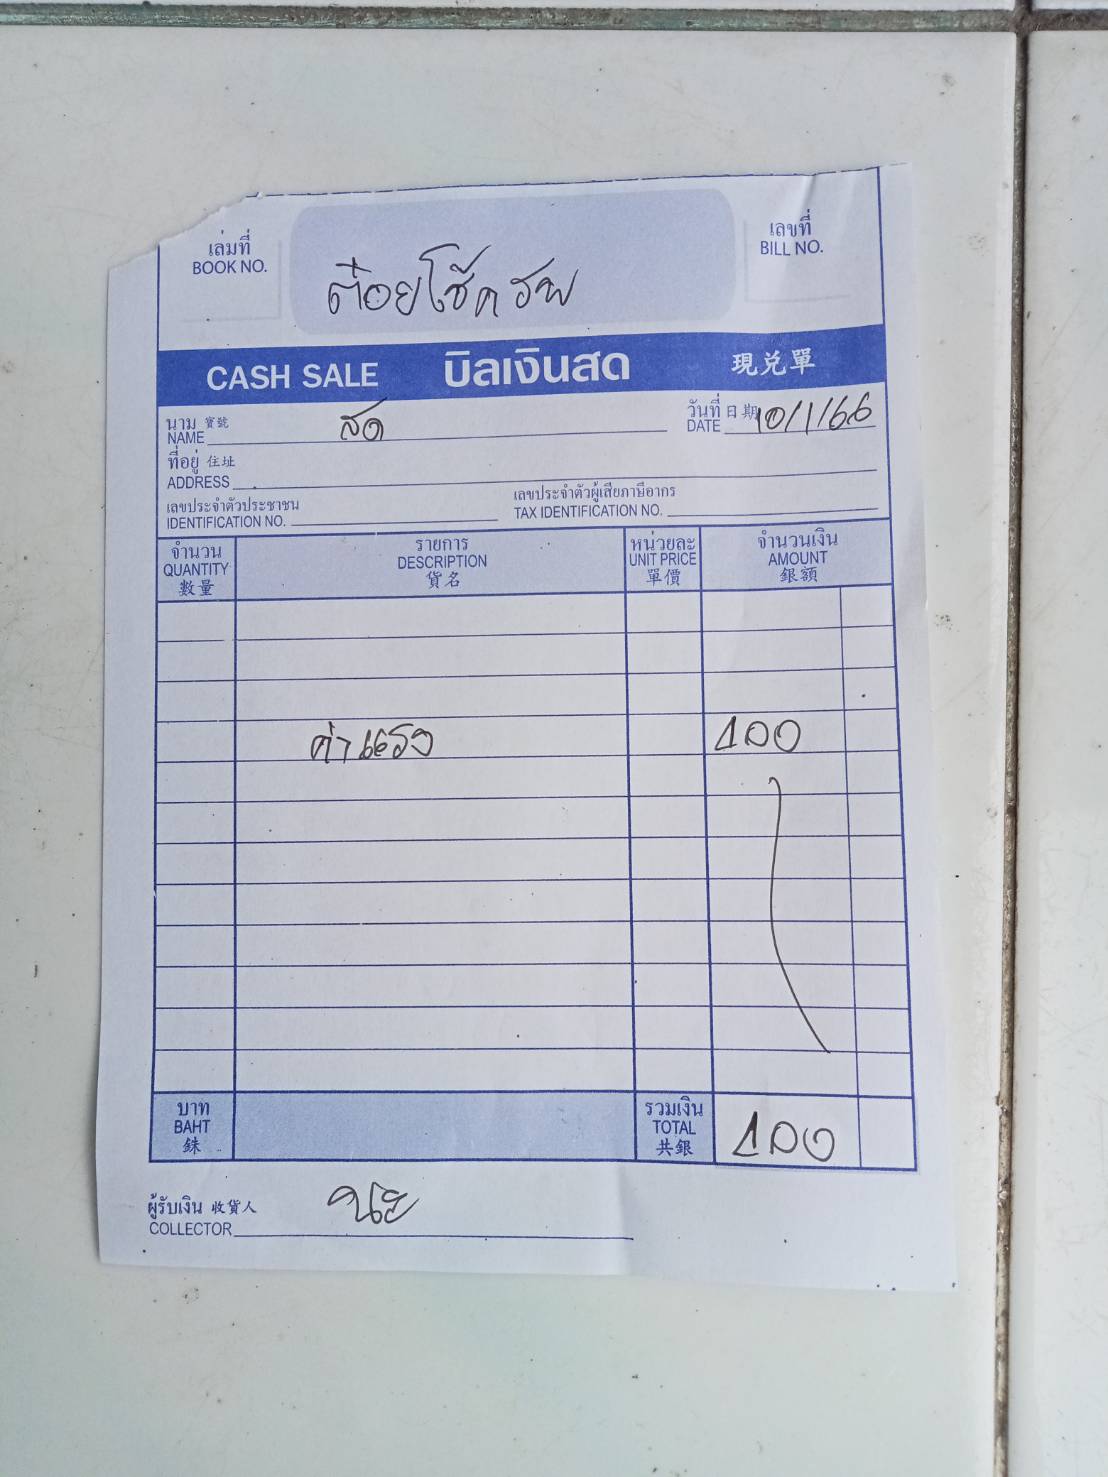 เล่มที่
BOOK NO.
เลขที่
BILL NO.
ต๋อยโช้ค
CASH SALE บิลเงินสด 現兌單
นาม 寶號
NAME สด
วันที่ 日期
DATE 10/1/66
ที่อยู่ 住址
ADDRESS
เลขประจำตัวประชาชน
IDENTIFICATION NO.
เลขประจำตัวผู้เสียภาษีอากร
TAX IDENTIFICATION NO.
จำนวน
QUANTITY
數量
รายการ
DESCRIPTION
貨名
หน่วยละ
UNIT PRICE
單價
จำนวนเงิน
AMOUNT
銀額
ค่าแรง 100
บาท
BAHT
銖
รวมเงิน
TOTAL
共銀
100
ผู้รับเงิน 收貨人
COLLECTOR